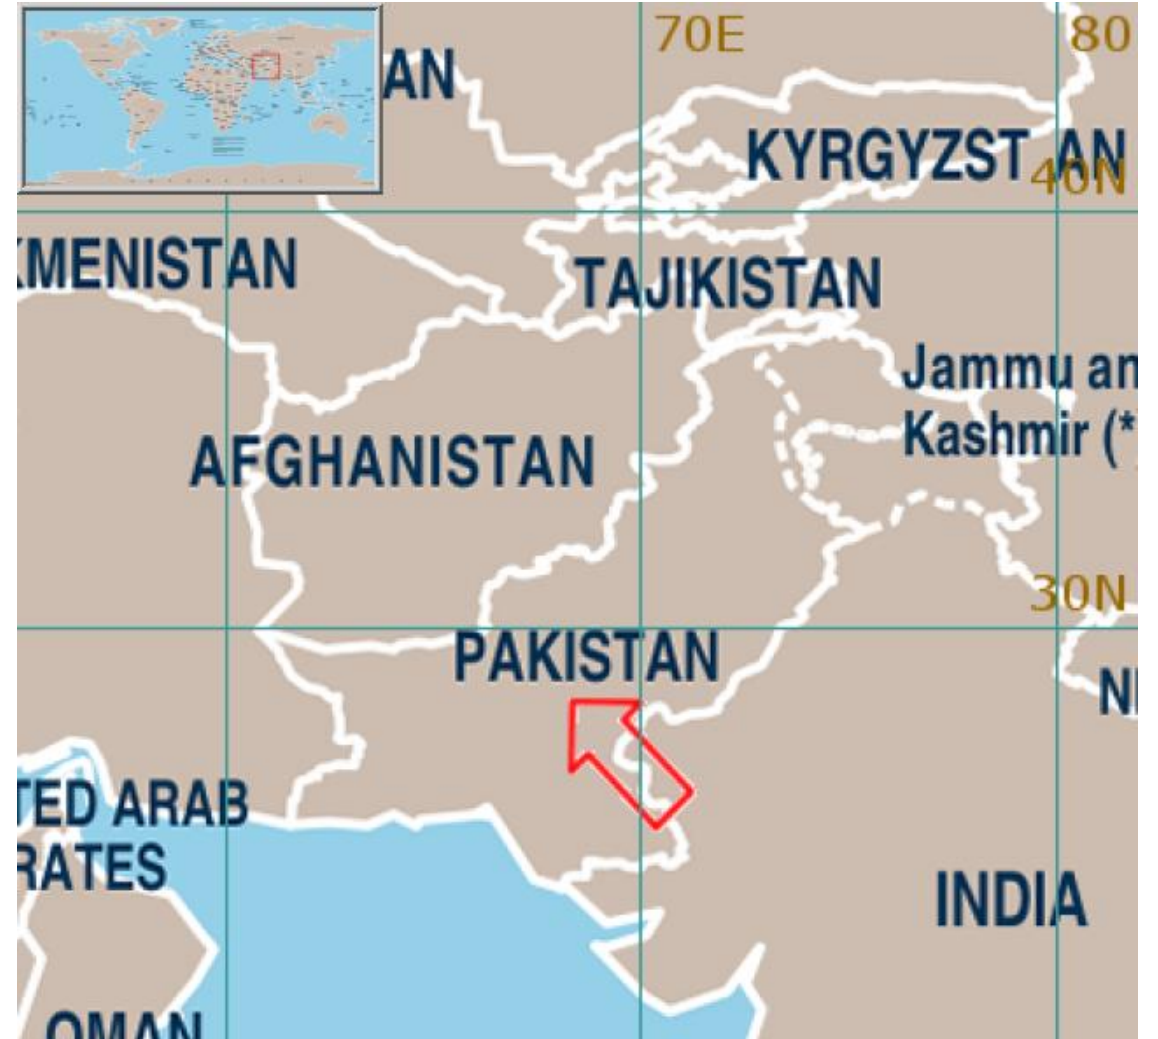 70E
80
AN
KYRGYZST AN
40N
KMENISTAN
TAJIKISTAN
Jammu an
Kashmir (*
AFGHANISTAN
30N
PAKISTAN
NE
TED ARAB
RATES
INDIA
OMAN